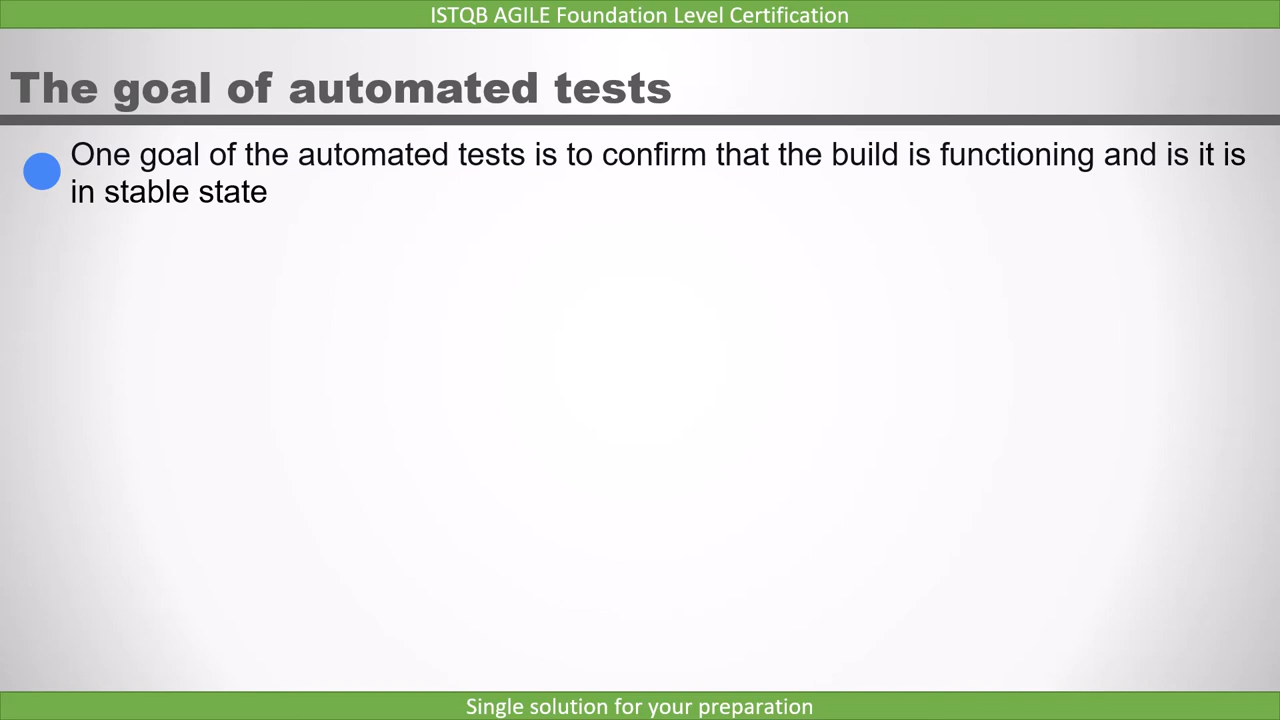 ISTQB AGILE Foundation Level Certification
The goal of automated tests
One goal of the automated tests is to confirm that the build is functioning and is it is
in stable state
Single solution for your preparation